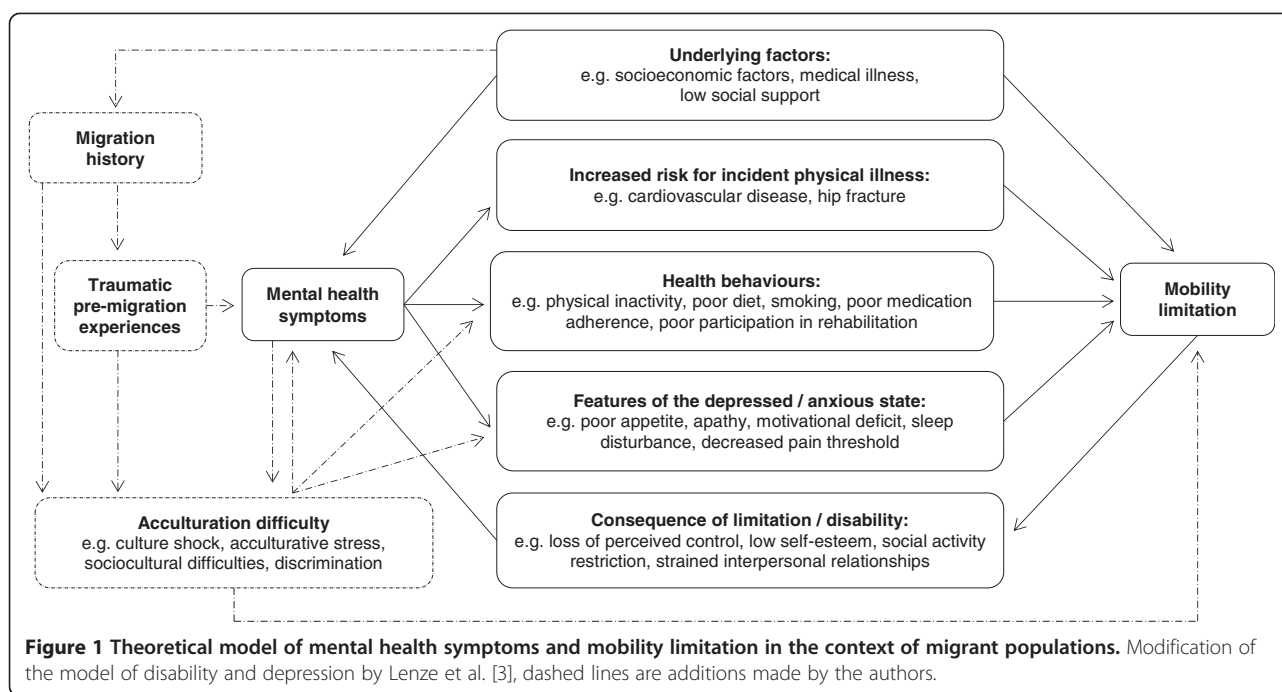 Underlying factors:
e.g. socioeconomic factors, medical illness,
low social support
Migration
history
Increased risk for incident physical illness:
e.g. cardiovascular disease, hip fracture
Traumatic
pre-migration
experiences
Mental health
symptoms
Health behaviours:
e.g. physical inactivity, poor diet, smoking, poor medication
adherence, poor participation in rehabilitation
Mobility
limitation
Features of the depressed / anxious state:
e.g. poor appetite, apathy, motivational deficit, sleep
disturbance, decreased pain threshold
Acculturation difficulty
e.g. culture shock, acculturative stress,
sociocultural difficulties, discrimination
Consequence of limitation / disability:
e.g. loss of perceived control, low self-esteem, social activity
restriction, strained interpersonal relationships
Figure 1 Theoretical model of mental health symptoms and mobility limitation in the context of migrant populations. Modification of
the model of disability and depression by Lenze et al. [3], dashed lines are additions made by the authors.